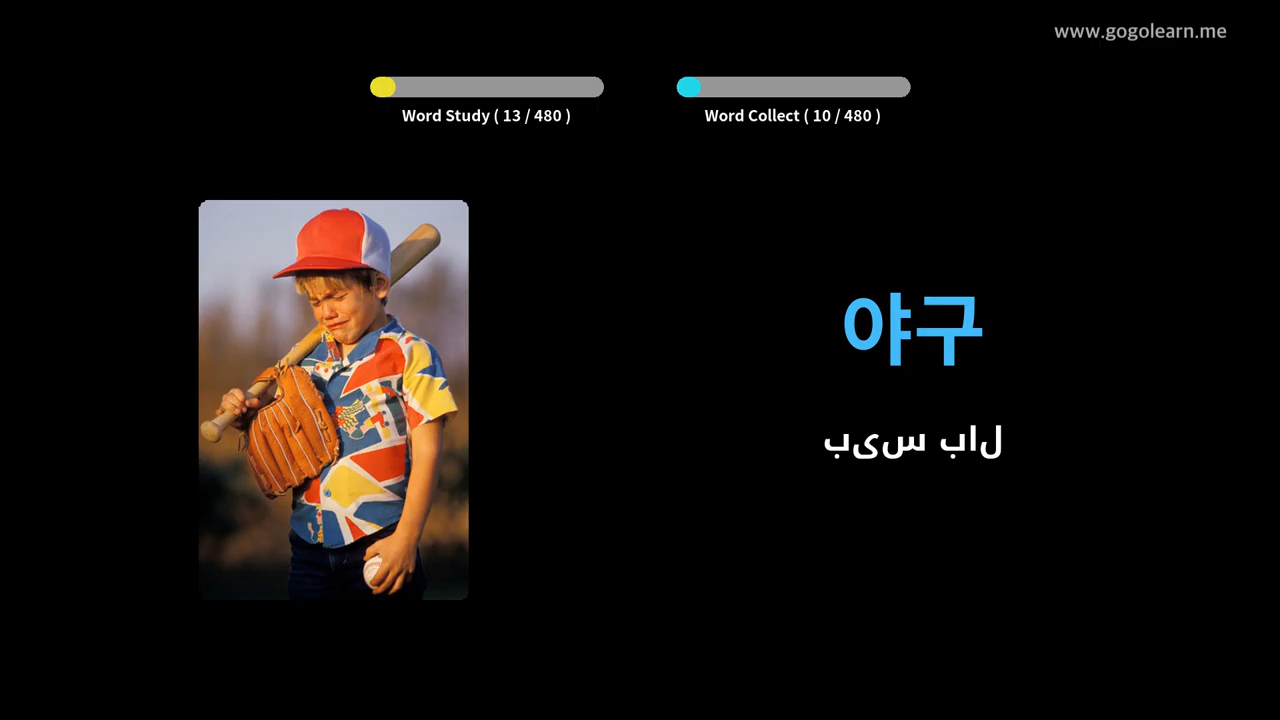 www.gogolearn.me
Word Study ( 13 / 480 )
Word Collect ( 10 / 480 )
야구
بیس بال